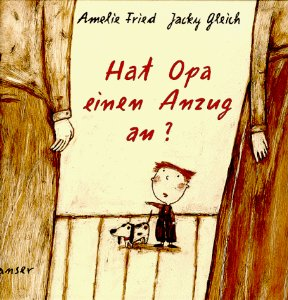 Amelie Fried Jacky Gleich
Hat Opa
einen Anzug
an?
anser